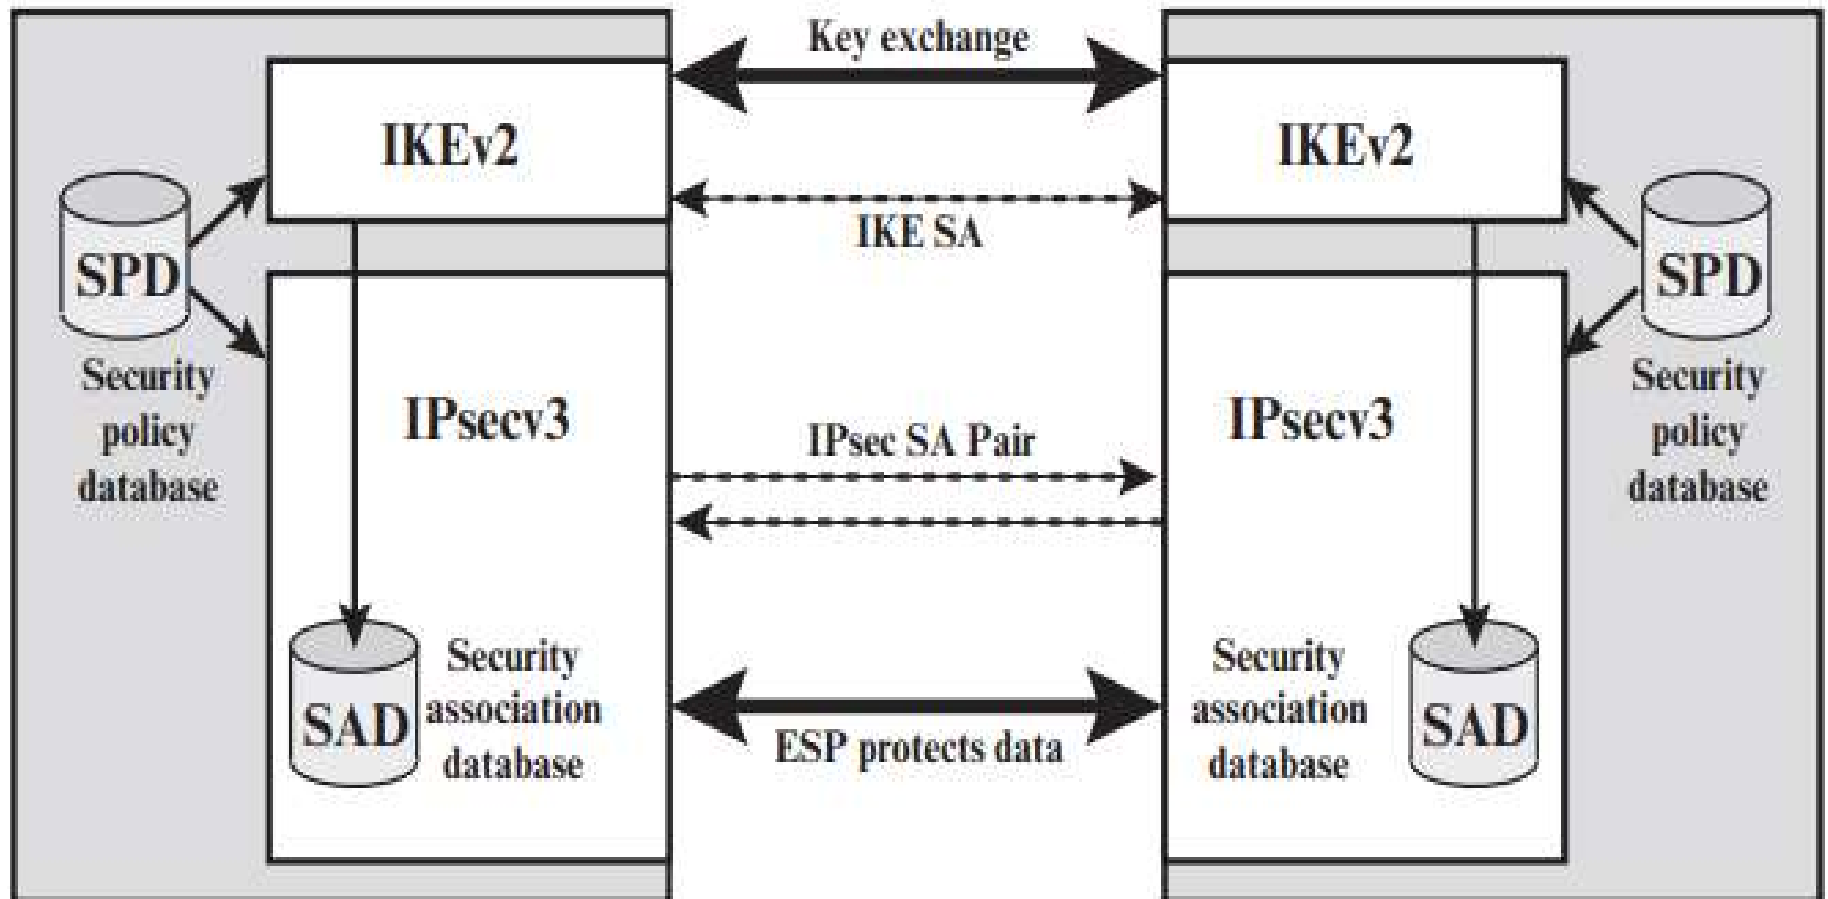 Key exchange
IKEv2
IKEv2
IKE SA
SPD
SPD
Security
policy
database
Security
policy
database
IPsecv3
IPsecv3
IPsec SA Pair
SAD
Security
association
database
Security
association
database
SAD
ESP protects data